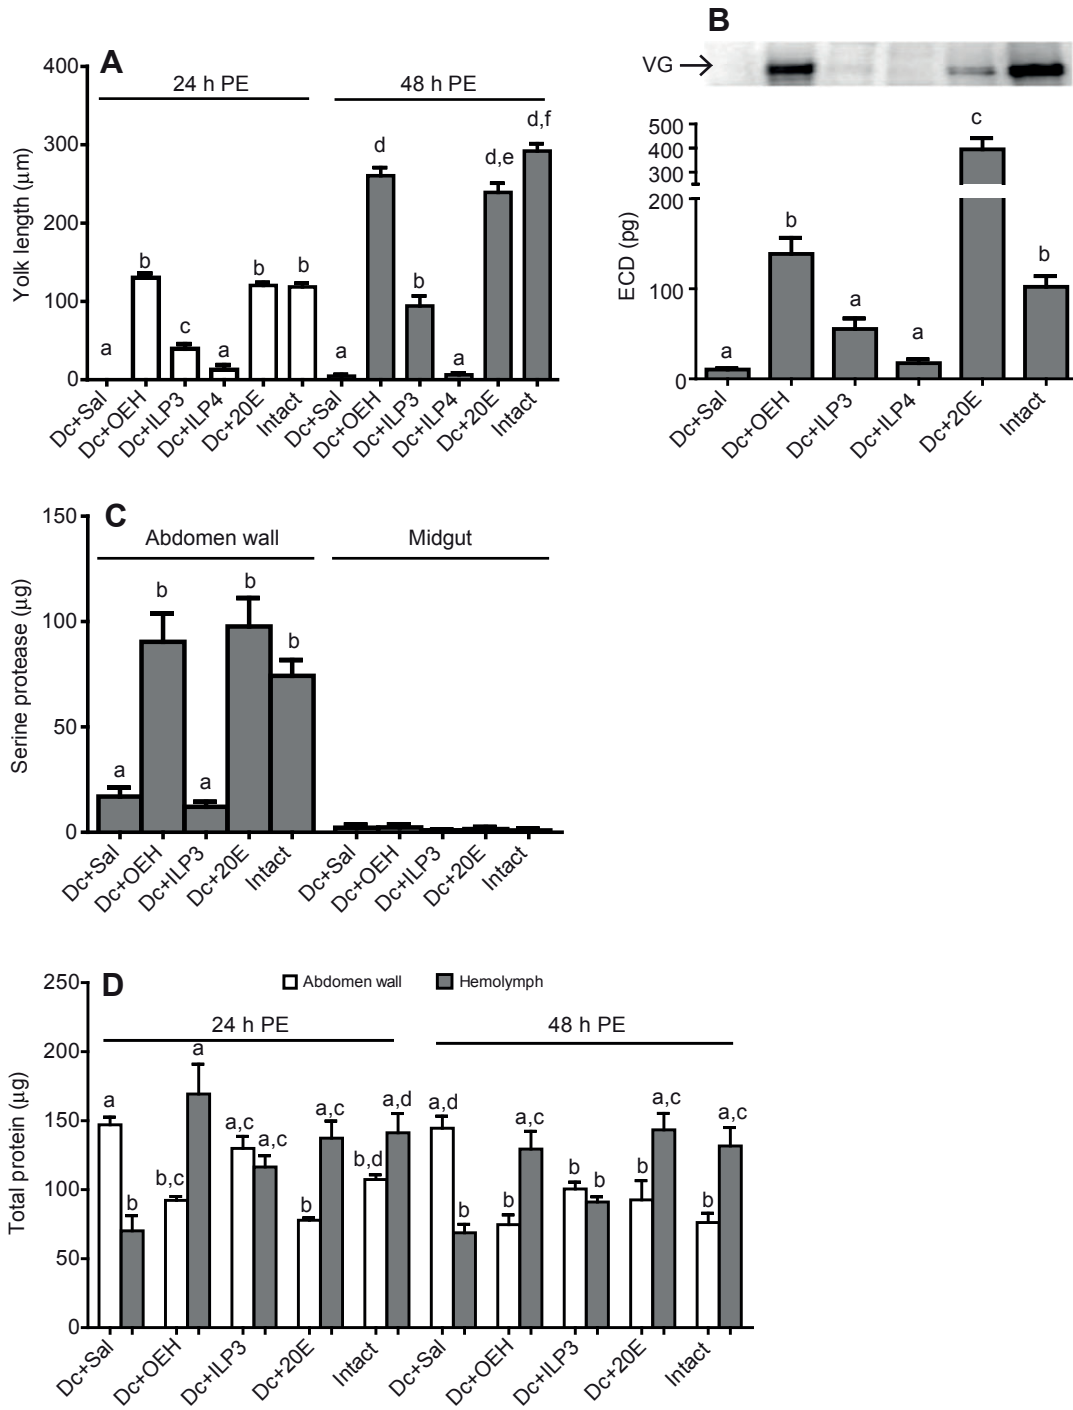 A
400
300
200
100
0
Yolk length (µm)
24 h PE
48 h PE
a
b
c
a
b
b
a
d
b
a
d,e
d,f
Dc+Sal
Dc+OEH
Dc+ILP3
Dc+ILP4
Dc+20E
Intact
Dc+Sal
Dc+OEH
Dc+ILP3
Dc+ILP4
Dc+20E
Intact
B
VG
500
400
300
200
100
0
ECD (pg)
a
b
a
a
c
b
Dc+Sal
Dc+OEH
Dc+ILP3
Dc+ILP4
Dc+20E
Intact
C
150
100
50
0
Serine protease (µg)
Abdomen wall
Midgut
a
b
a
b
b
Dc+Sal
Dc+OEH
Dc+ILP3
Dc+20E
Intact
Dc+Sal
Dc+OEH
Dc+ILP3
Dc+20E
Intact
D
250
200
150
100
50
0
Total protein (µg)
Abdomen wall
Hemolymph
24 h PE
48 h PE
a
b
b,c
a
a,c
a,c
b
a,c
b,d
a,d
a,d
b
b
a,c
b
b
b
a,c
b
a,c
Dc+Sal
Dc+OEH
Dc+ILP3
Dc+20E
Intact
Dc+Sal
Dc+OEH
Dc+ILP3
Dc+20E
Intact